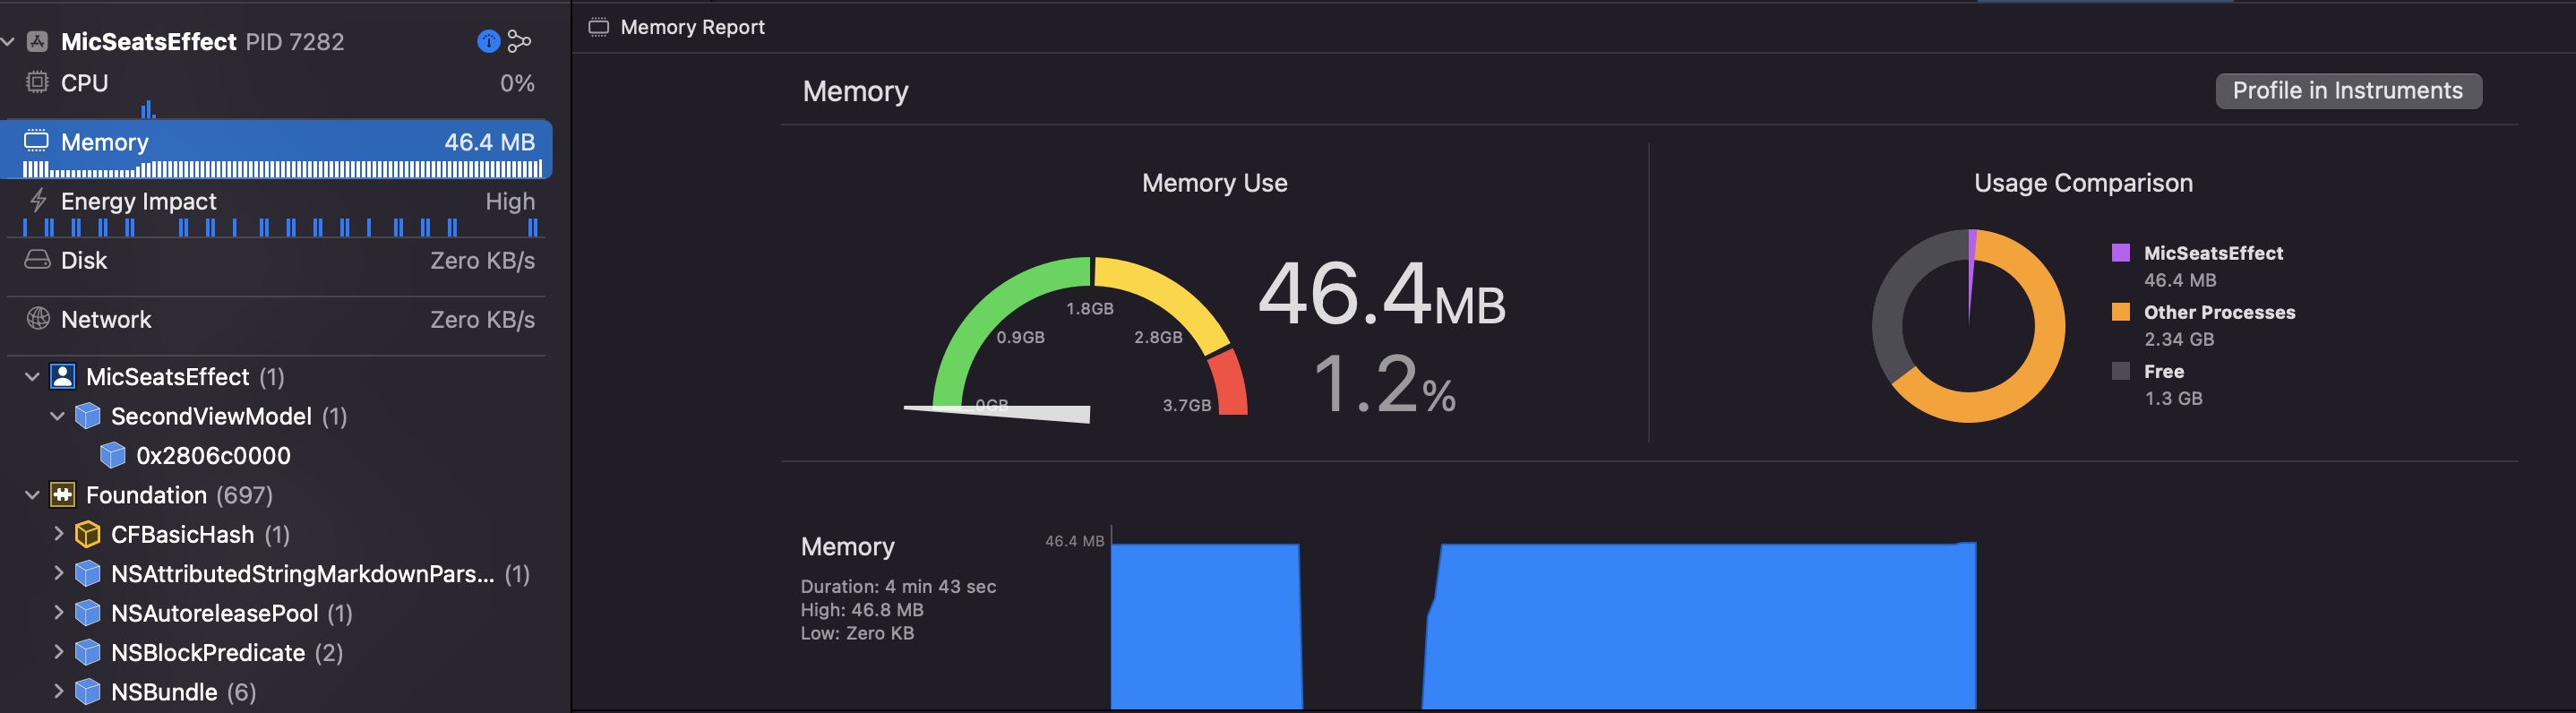 MicSeatsEffect PID 7282
CPU 0%
Memory 46.4 MB
Energy Impact High
Disk Zero KB/s
Network Zero KB/s
MicSeatsEffect (1)
SecondViewModel (1)
0x2806c0000
Foundation (697)
CFBasicHash (1)
NSAttributedStringMarkdownPars... (1)
NSAutoreleasePool (1)
NSBlockPredicate (2)
NSBundle (6)
Memory Report
Memory
Profile in Instruments
Memory Use
0GB
0.9GB
1.8GB
2.8GB
3.7GB
46.4MB
1.2%
Usage Comparison
MicSeatsEffect
46.4 MB
Other Processes
2.34 GB
Free
1.3 GB
Memory
Duration: 4 min 43 sec
High: 46.8 MB
Low: Zero KB
46.4 MB